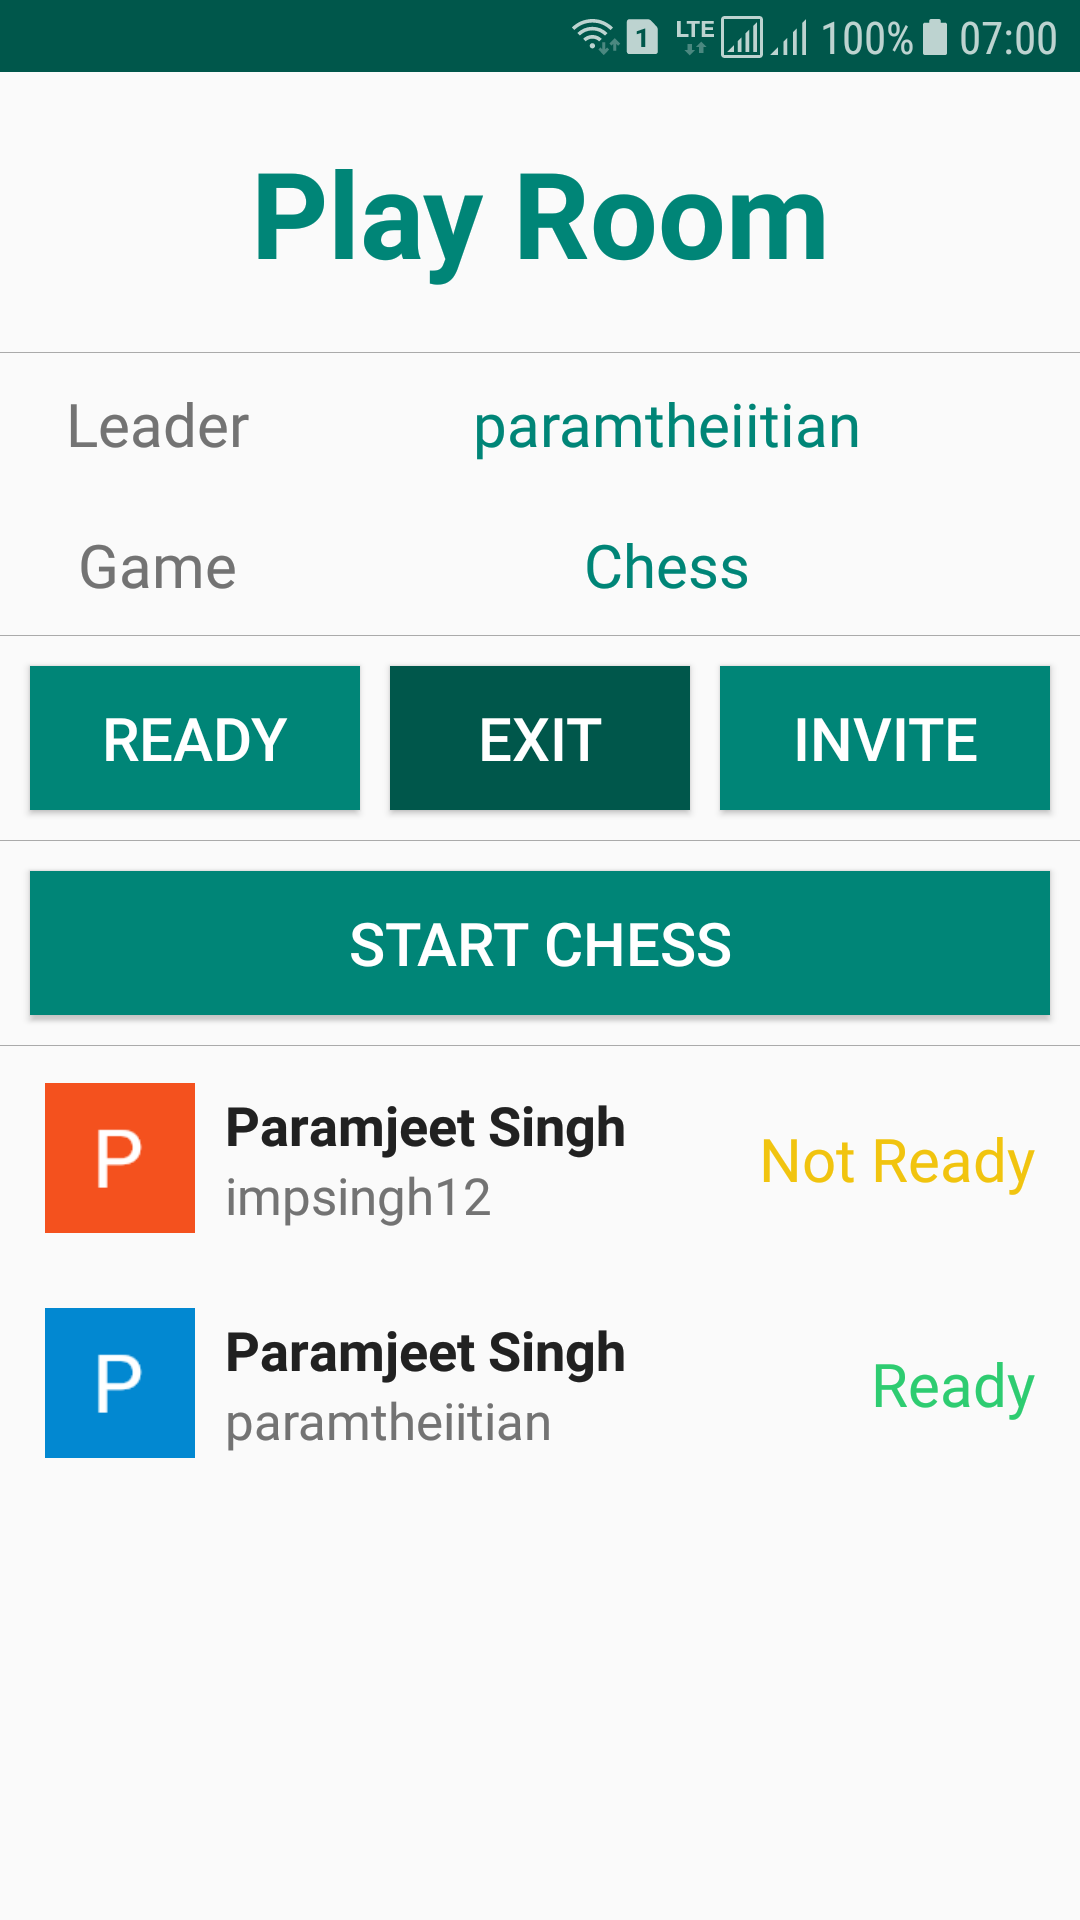 1 LTE 100% 07:00
Play Room
Leader paramtheiitian
Game Chess
READY EXIT INVITE
START CHESS
P Paramjeet Singh
impsingh12
Not Ready
P Paramjeet Singh
paramtheiitian
Ready